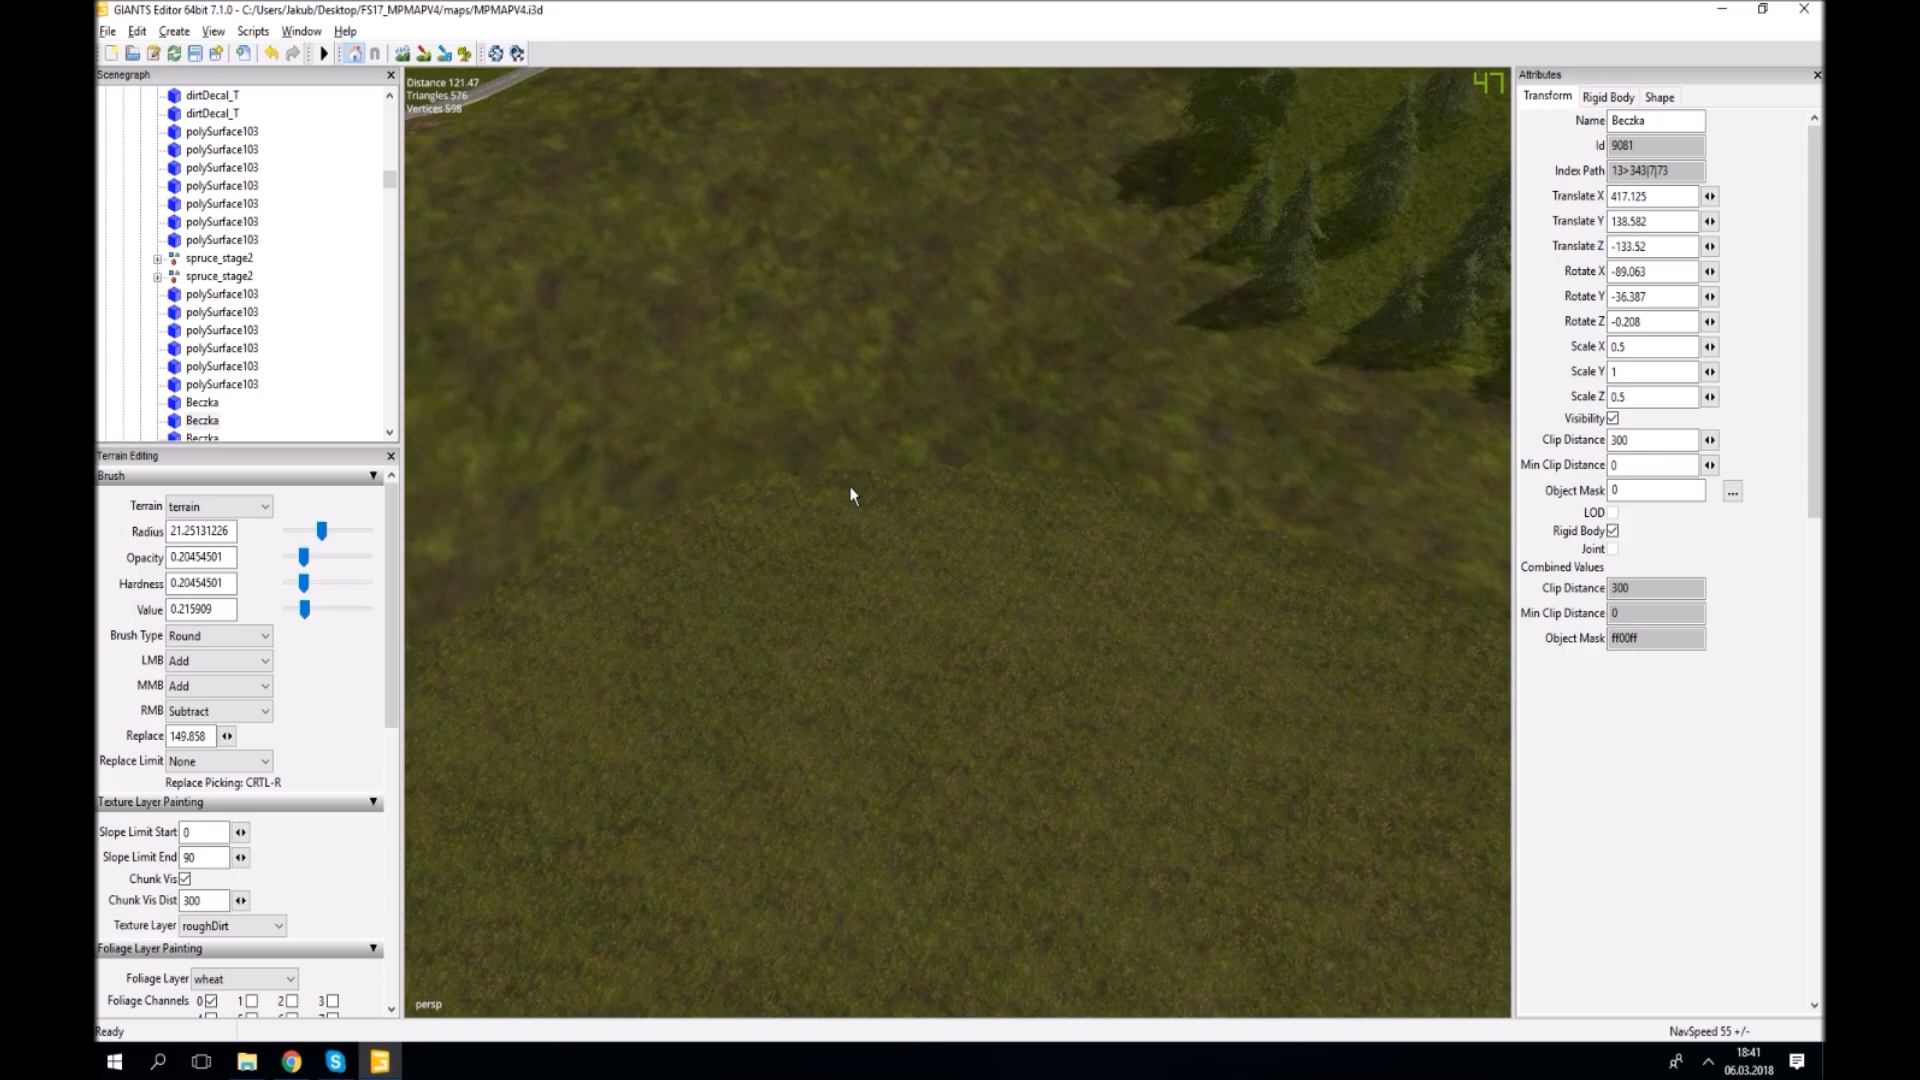 GIANTS Editor 64bit 7.1.0 - C:/Users/Jakub/Desktop/FS17_MPMAPV4/maps/MPMAPV4.i3d
File Edit Create View Scripts Window Help
Scenegraph
dirtDecal_T
dirtDecal_T
polySurface103
polySurface103
polySurface103
polySurface103
polySurface103
polySurface103
polySurface103
spruce_stage2
spruce_stage2
polySurface103
polySurface103
polySurface103
polySurface103
polySurface103
polySurface103
Beczka
Beczka
Beczka
Terrain Editing
Brush
Terrain terrain
Radius 21.25131226
Opacity 0.20454501
Hardness 0.20454501
Value 0.215909
Brush Type Round
LMB Add
MMB Add
RMB Subtract
Replace 149.858
Replace Limit None
Replace Picking: CRTL-R
Texture Layer Painting
Slope Limit Start 0
Slope Limit End 90
Chunk Vis
Chunk Vis Dist 300
Texture Layer roughDirt
Foliage Layer Painting
Foliage Layer wheat
Foliage Channels 0 1 2 3
Ready
Distance 121.47
Triangles 576
Vertices 598
47
persp
Attributes
Transform Rigid Body Shape
Name Beczka
Id 9081
Index Path 13>343|7|73
Translate X 417.125
Translate Y 138.582
Translate Z -133.52
Rotate X -89.063
Rotate Y -36.387
Rotate Z -0.208
Scale X 0.5
Scale Y 1
Scale Z 0.5
Visibility
Clip Distance 300
Min Clip Distance 0
Object Mask 0 ...
LOD
Rigid Body
Joint
Combined Values
Clip Distance 300
Min Clip Distance 0
Object Mask ff00ff
NavSpeed 55 +/-
18:41
06.03.2018